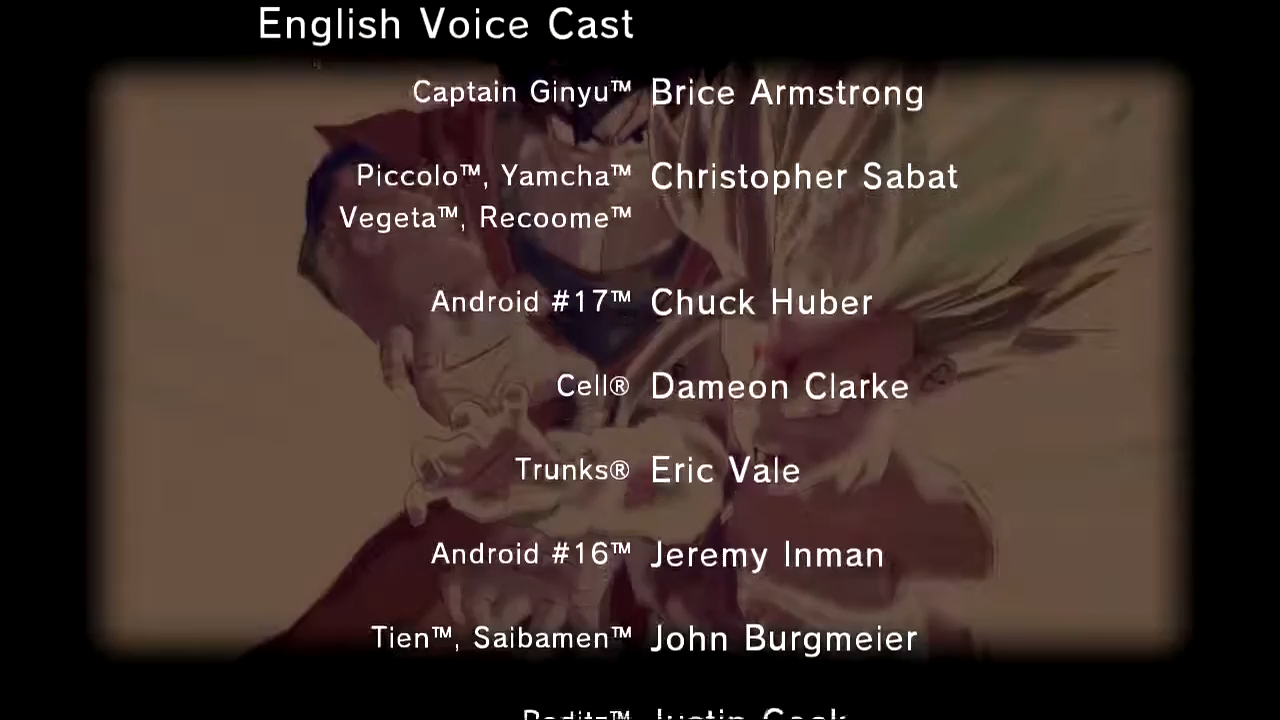 English Voice Cast
Captain Ginyu™ Brice Armstrong
Piccolo™, Yamcha™ Christopher Sabat
Vegeta™, Recoome™
Android #17™ Chuck Huber
Cell® Dameon Clarke
Trunks® Eric Vale
Android #16™ Jeremy Inman
Tien™, Saibamen™ John Burgmeier